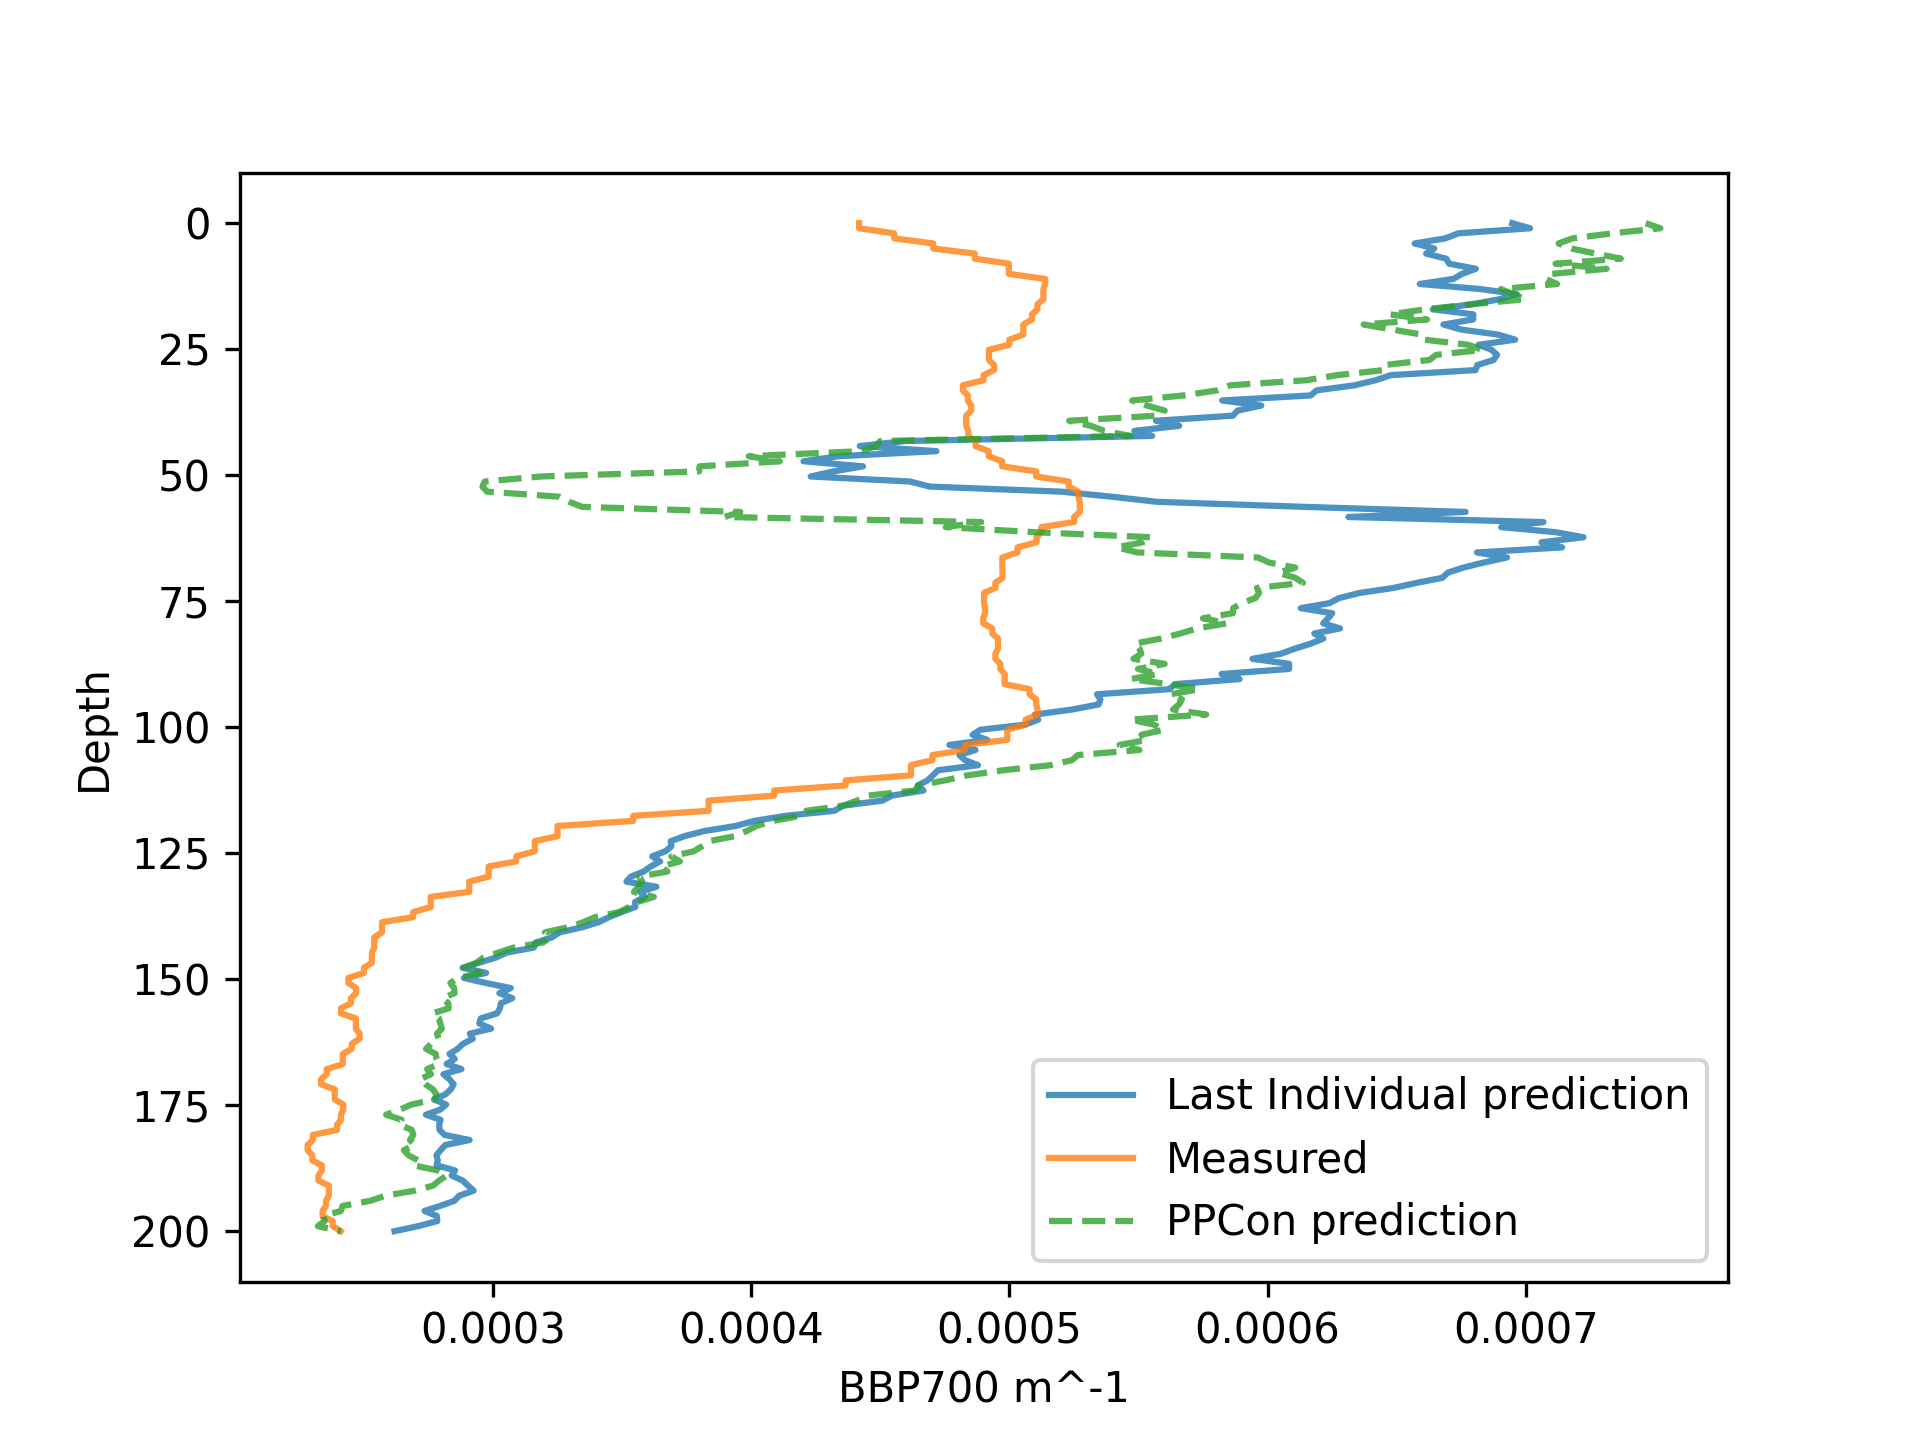 0
25
50
75
100
125
150
175
200
Depth
0.0003 0.0004 0.0005 0.0006 0.0007
BBP700 m^-1
Last Individual prediction
Measured
PPCon prediction